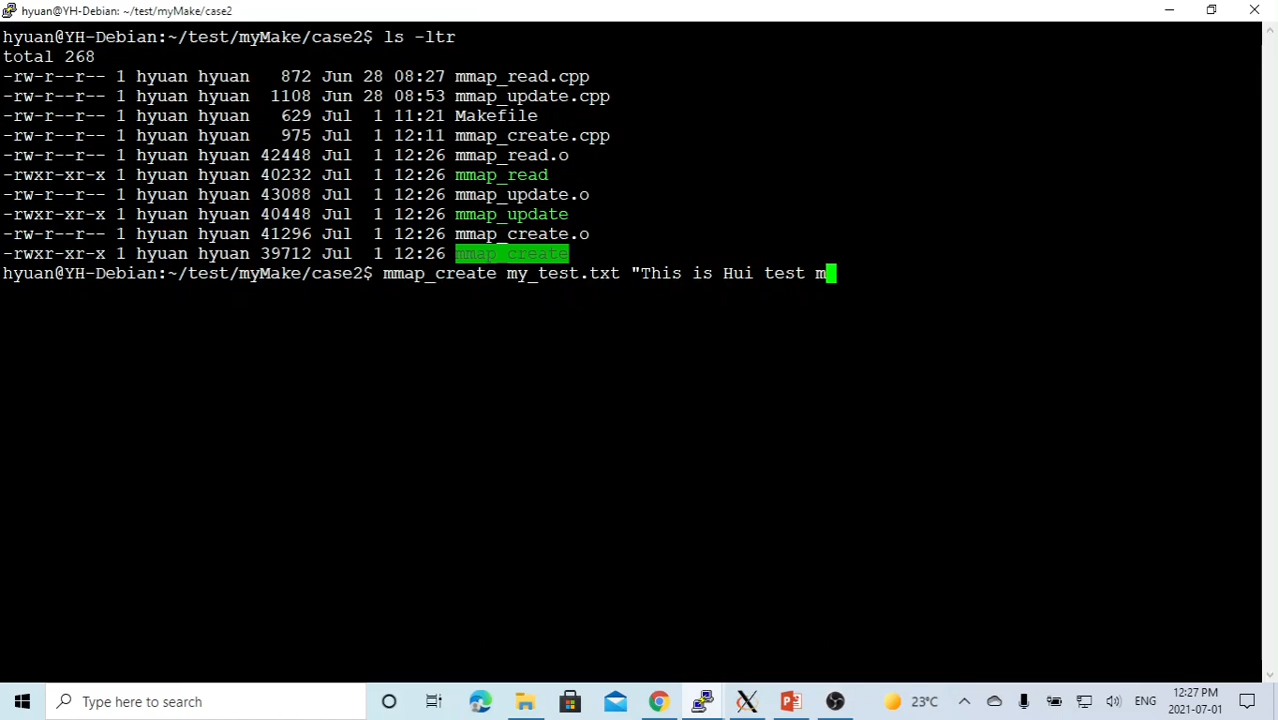 hyuan@YH-Debian: ~/test/myMake/case2
hyuan@YH-Debian:~/test/myMake/case2$ ls -ltr
total 268
-rw-r--r-- 1 hyuan hyuan   872 Jun 28 08:27 mmap_read.cpp
-rw-r--r-- 1 hyuan hyuan  1108 Jun 28 08:53 mmap_update.cpp
-rw-r--r-- 1 hyuan hyuan   629 Jul  1 11:21 Makefile
-rw-r--r-- 1 hyuan hyuan   975 Jul  1 12:11 mmap_create.cpp
-rw-r--r-- 1 hyuan hyuan 42448 Jul  1 12:26 mmap_read.o
-rwxr-xr-x 1 hyuan hyuan 40232 Jul  1 12:26 mmap_read
-rw-r--r-- 1 hyuan hyuan 43088 Jul  1 12:26 mmap_update.o
-rwxr-xr-x 1 hyuan hyuan 40448 Jul  1 12:26 mmap_update
-rw-r--r-- 1 hyuan hyuan 41296 Jul  1 12:26 mmap_create.o
-rwxr-xr-x 1 hyuan hyuan 39712 Jul  1 12:26 mmap_create
hyuan@YH-Debian:~/test/myMake/case2$ mmap_create my_test.txt "This is Hui test m
Type here to search
23°C
ENG
12:27 PM
2021-07-01